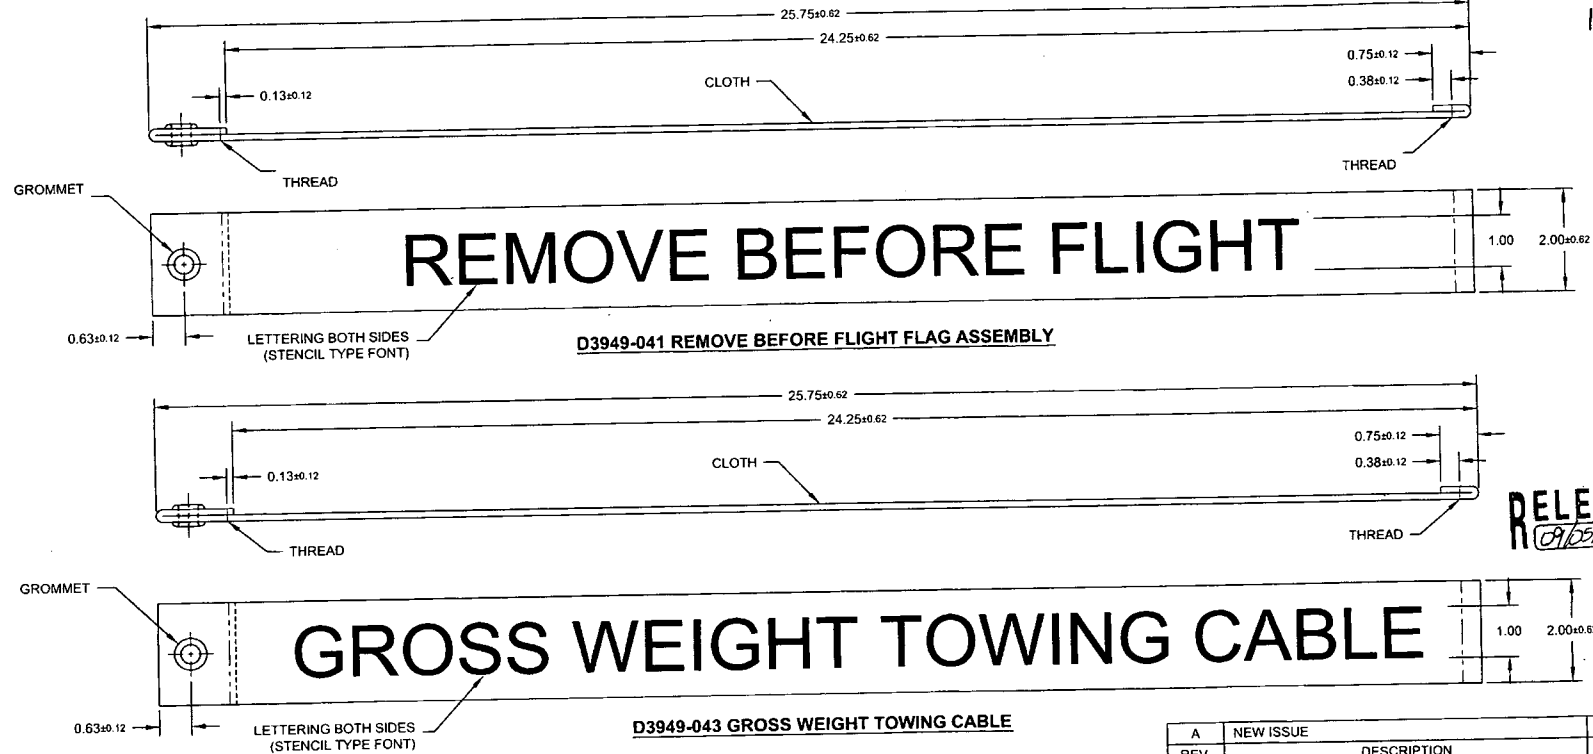 25.75±0.62
24.25±0.62
0.75±0.12
0.38±0.12
0.13±0.12
CLOTH
THREAD
THREAD
GROMMET
REMOVE BEFORE FLIGHT
1.00
2.00±0.62
0.63±0.12
LETTERING BOTH SIDES
(STENCIL TYPE FONT)
D3949-041 REMOVE BEFORE FLIGHT FLAG ASSEMBLY
25.75±0.62
24.25±0.62
0.75±0.12
0.38±0.12
0.13±0.12
CLOTH
THREAD
THREAD
GROMMET
GROSS WEIGHT TOWING CABLE
1.00
2.00±0.62
0.63±0.12
LETTERING BOTH SIDES
(STENCIL TYPE FONT)
D3949-043 GROSS WEIGHT TOWING CABLE
A NEW ISSUE
REV DESCRIPTION